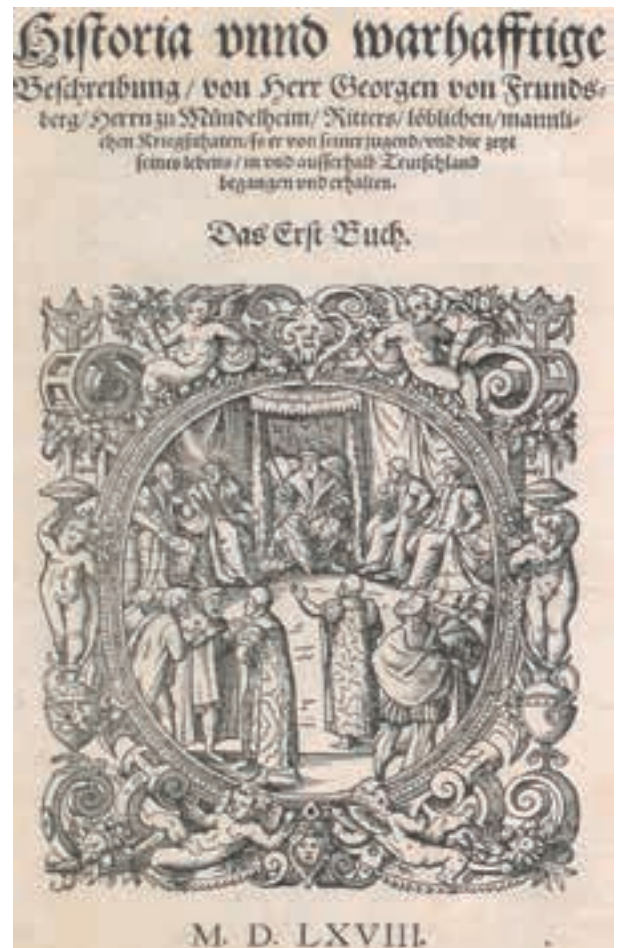 Historia vnnd warhafftige
Beschreibung / von Herr Georgen von Frunds-
berg / Herrn zu Mündelheim / Ritters / löblichen / mannli-
chen Kriegßthaten / so er von seiner jugend / vnd die zeyt
seines lebens / in vnd ausserhalb Teutschland
begangen vnd erhalten.
Das Erst Buch.
M. D. LXVIII.